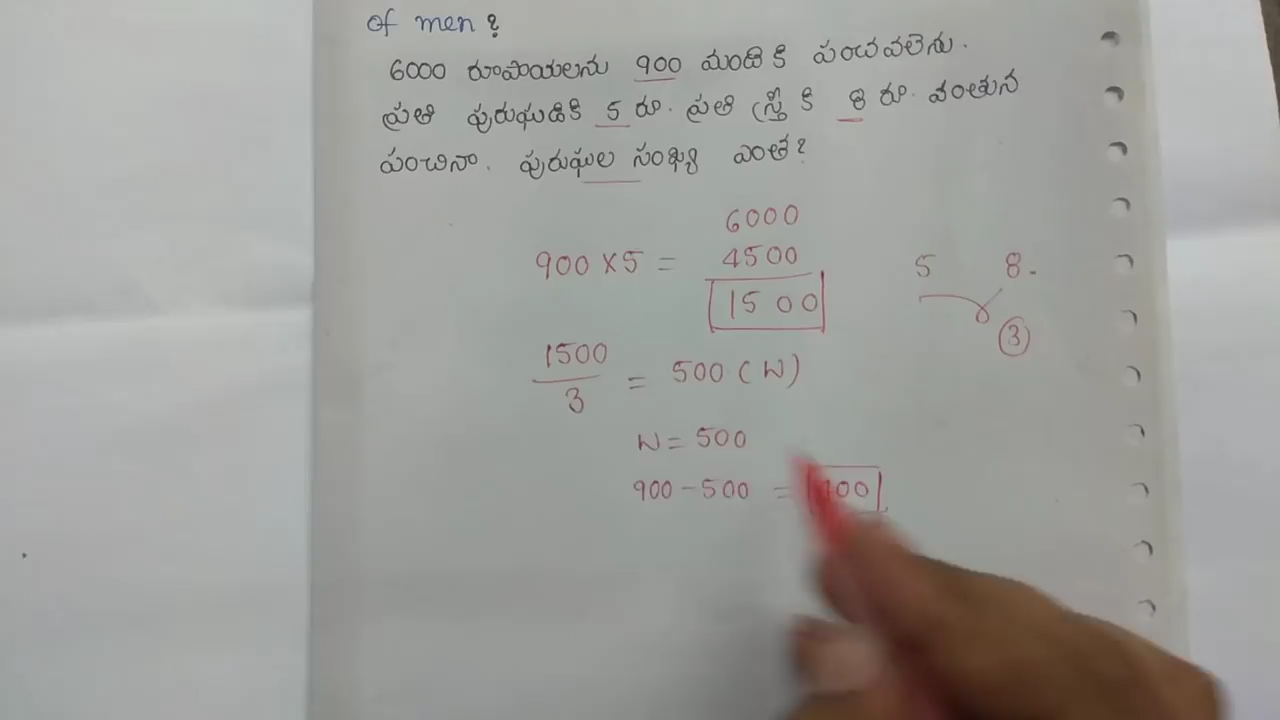 of men?
6000 రూపాయలను 900 మందికి పంచవలెను.
ప్రతి పురుషుడికి 5 రూ. ప్రతి స్త్రీ కి 8 రూ. వంతున
పంచినా. పురుషుల సంఖ్య ఎంత?
6000
900 × 5 = 4500
1500
5 8.
3
1500
3
= 500 (W)
W = 500
900 - 500 = 400